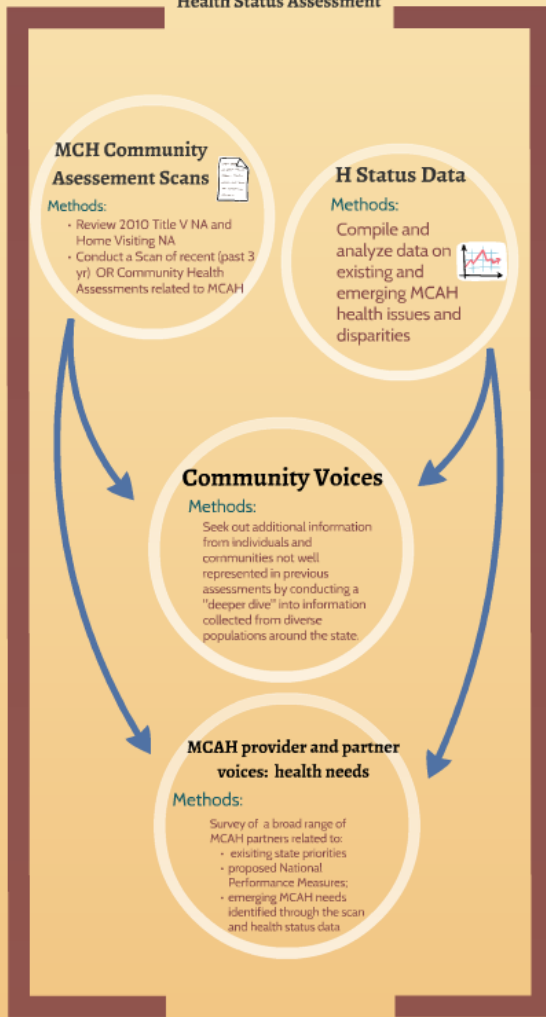 Health Status Assessment
MCH Community
Asessement Scans
Methods:
• Review 2010 Title V NA and
Home Visiting NA
• Conduct a Scan of recent (past 3
yr) OR Community Health
Assessments related to MCAH
H Status Data
Methods:
Compile and
analyze data on
existing and
emerging MCAH
health issues and
disparities
Community Voices
Methods:
Seek out additional information
from individuals and
communities not well
represented in previous
assessments by conducting a
"deeper dive" into information
collected from diverse
populations around the state.
MCAH provider and partner
voices: health needs
Methods:
Survey of a broad range of
MCAH partners related to:
• exisiting state priorities
• proposed National
Performance Measures;
• emerging MCAH needs
identified through the scan
and health status data